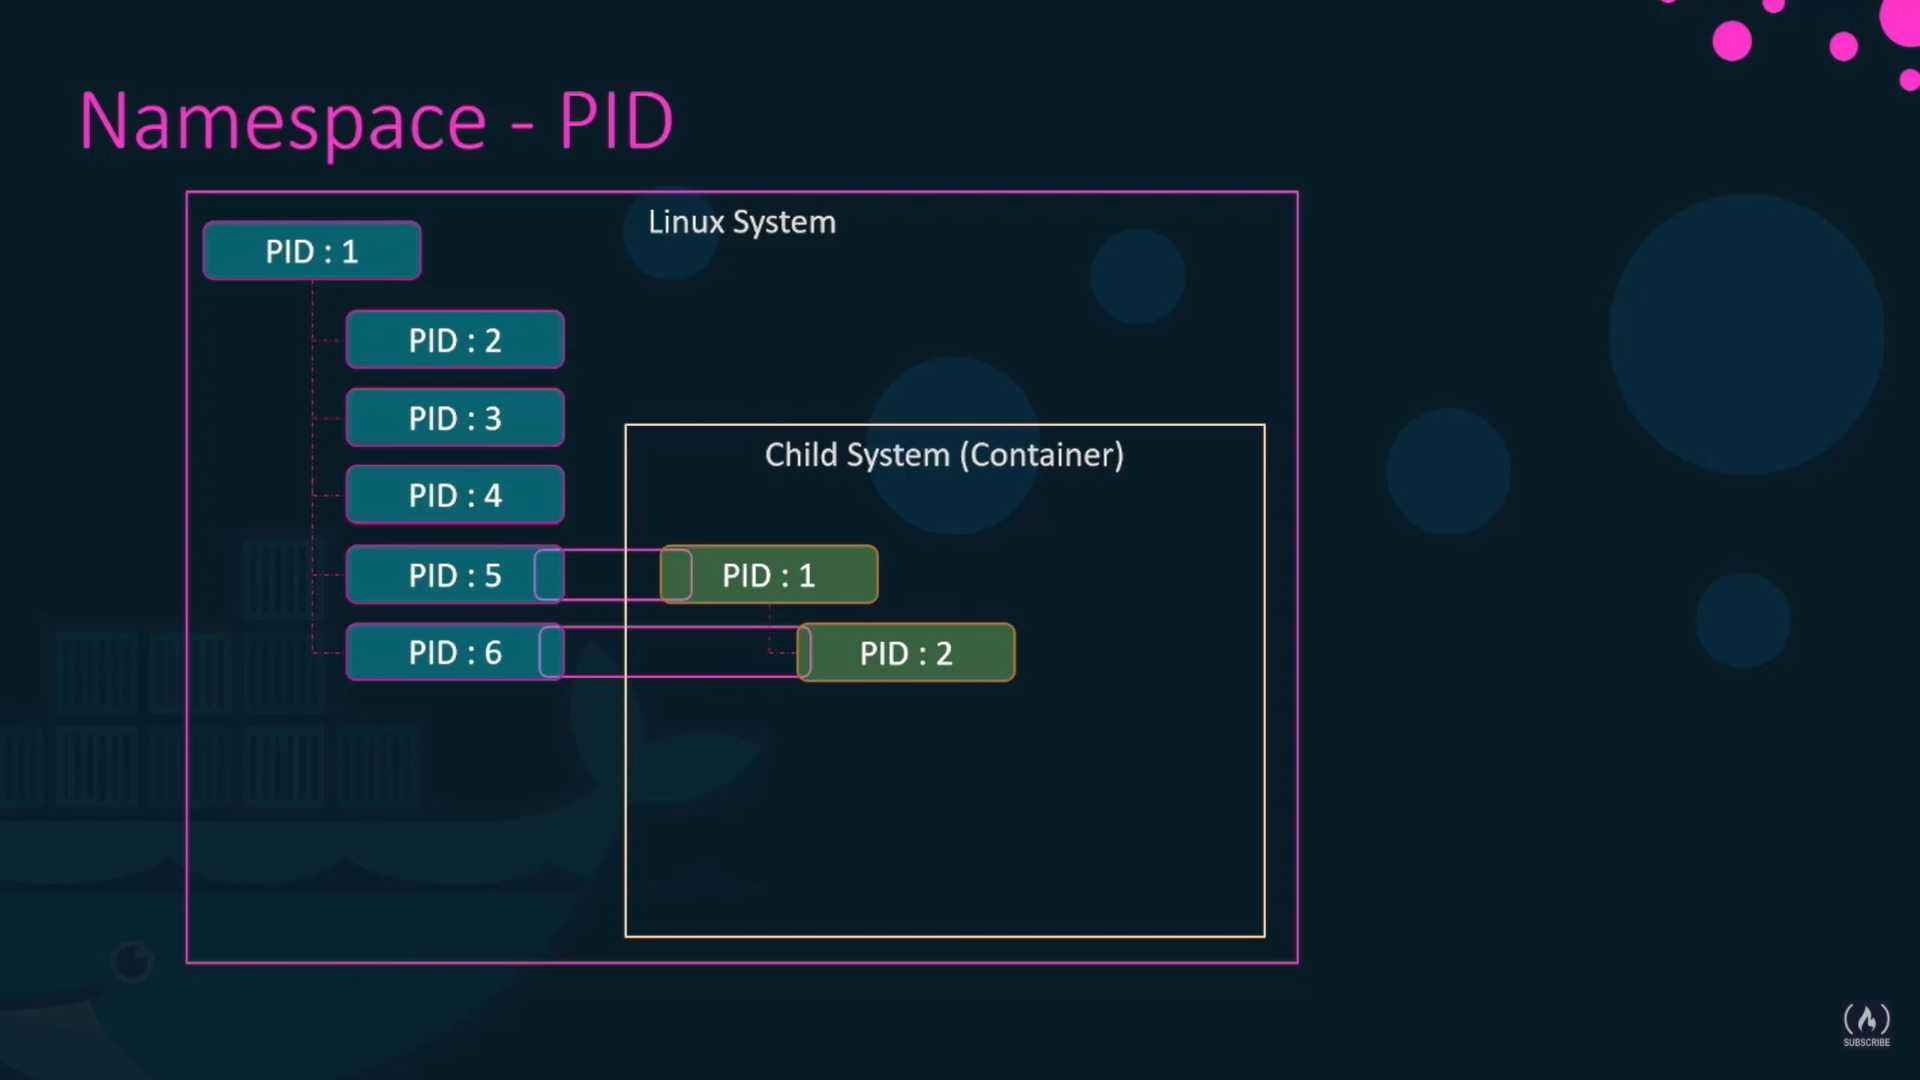 Namespace - PID
Linux System
PID : 1
PID : 2
PID : 3
PID : 4
Child System (Container)
PID : 5
PID : 1
PID : 6
PID : 2
SUBSCRIBE